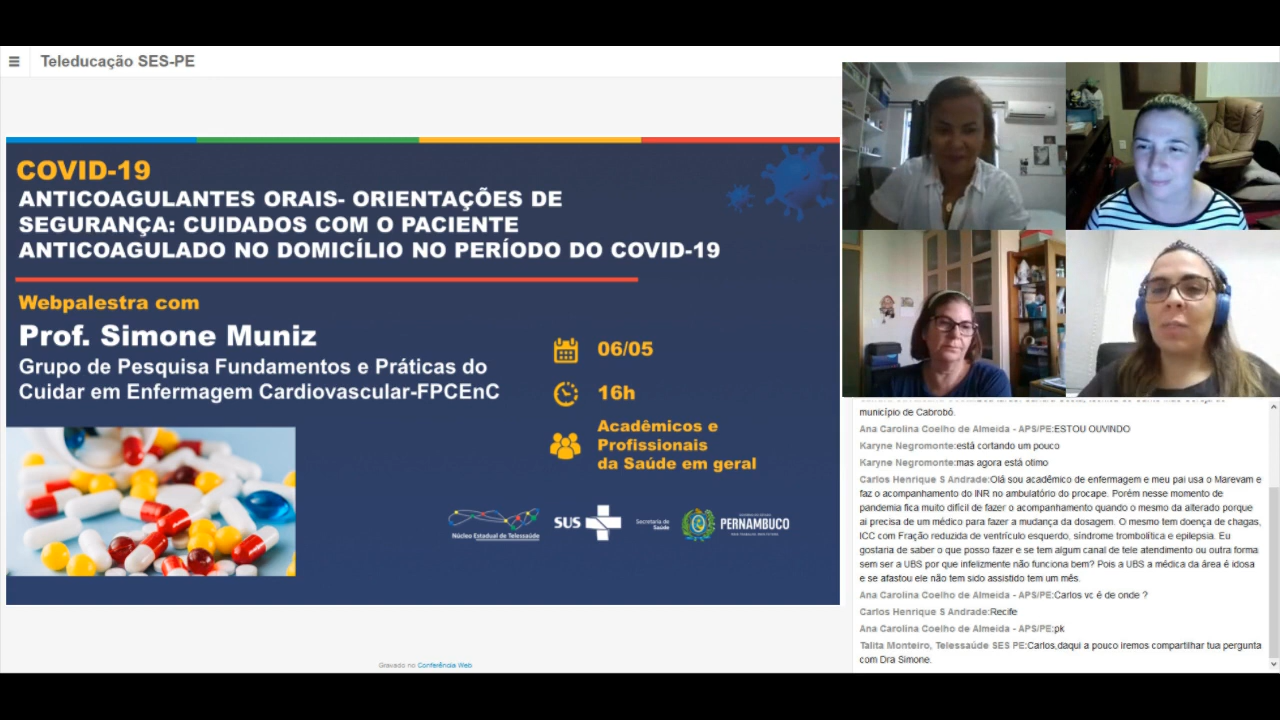 Teleducação SES-PE
COVID-19
ANTICOAGULANTES ORAIS- ORIENTAÇÕES DE
SEGURANÇA: CUIDADOS COM O PACIENTE
ANTICOAGULADO NO DOMICÍLIO NO PERÍODO DO COVID-19
Webpalestra com
Prof. Simone Muniz
Grupo de Pesquisa Fundamentos e Práticas do
Cuidar em Enfermagem Cardiovascular-FPCEnC
06/05
16h
Acadêmicos e
Profissionais
da Saúde em geral
Núcleo Estadual de Telessaúde
SUS
Secretaria de
Saúde
PERNAMBUCO
Gravado no Conferência Web
município de Cabrobó.
Ana Carolina Coelho de Almeida - APS/PE:ESTOU OUVINDO
Karyne Negromonte:está cortando um pouco
Karyne Negromonte:mas agora está otimo
Carlos Henrique S Andrade:Olá sou acadêmico de enfermagem e meu pai usa o Marevam e
faz o acompanhamento do INR no ambulatório do procape. Porém nesse momento de
pandemia fica muito difícil de fazer o acompanhamento quando o mesmo da alterado porque
aí precisa de um médico para fazer a mudança da dosagem. O mesmo tem doença de chagas,
ICC com Fração reduzida de ventrículo esquerdo, síndrome trombolítica e epilepsia. Eu
gostaria de saber o que posso fazer e se tem algum canal de tele atendimento ou outra forma
sem ser a UBS por que infelizmente não funciona bem? Pois a UBS a médica da área é idosa
e se afastou ele não tem sido assistido tem um mês.
Ana Carolina Coelho de Almeida - APS/PE:Carlos vc é de onde ?
Carlos Henrique S Andrade:Recife
Ana Carolina Coelho de Almeida - APS/PE:pk
Talita Monteiro, Telessaúde SES PE:Carlos,daqui a pouco iremos compartilhar tua pergunta
com Dra Simone.